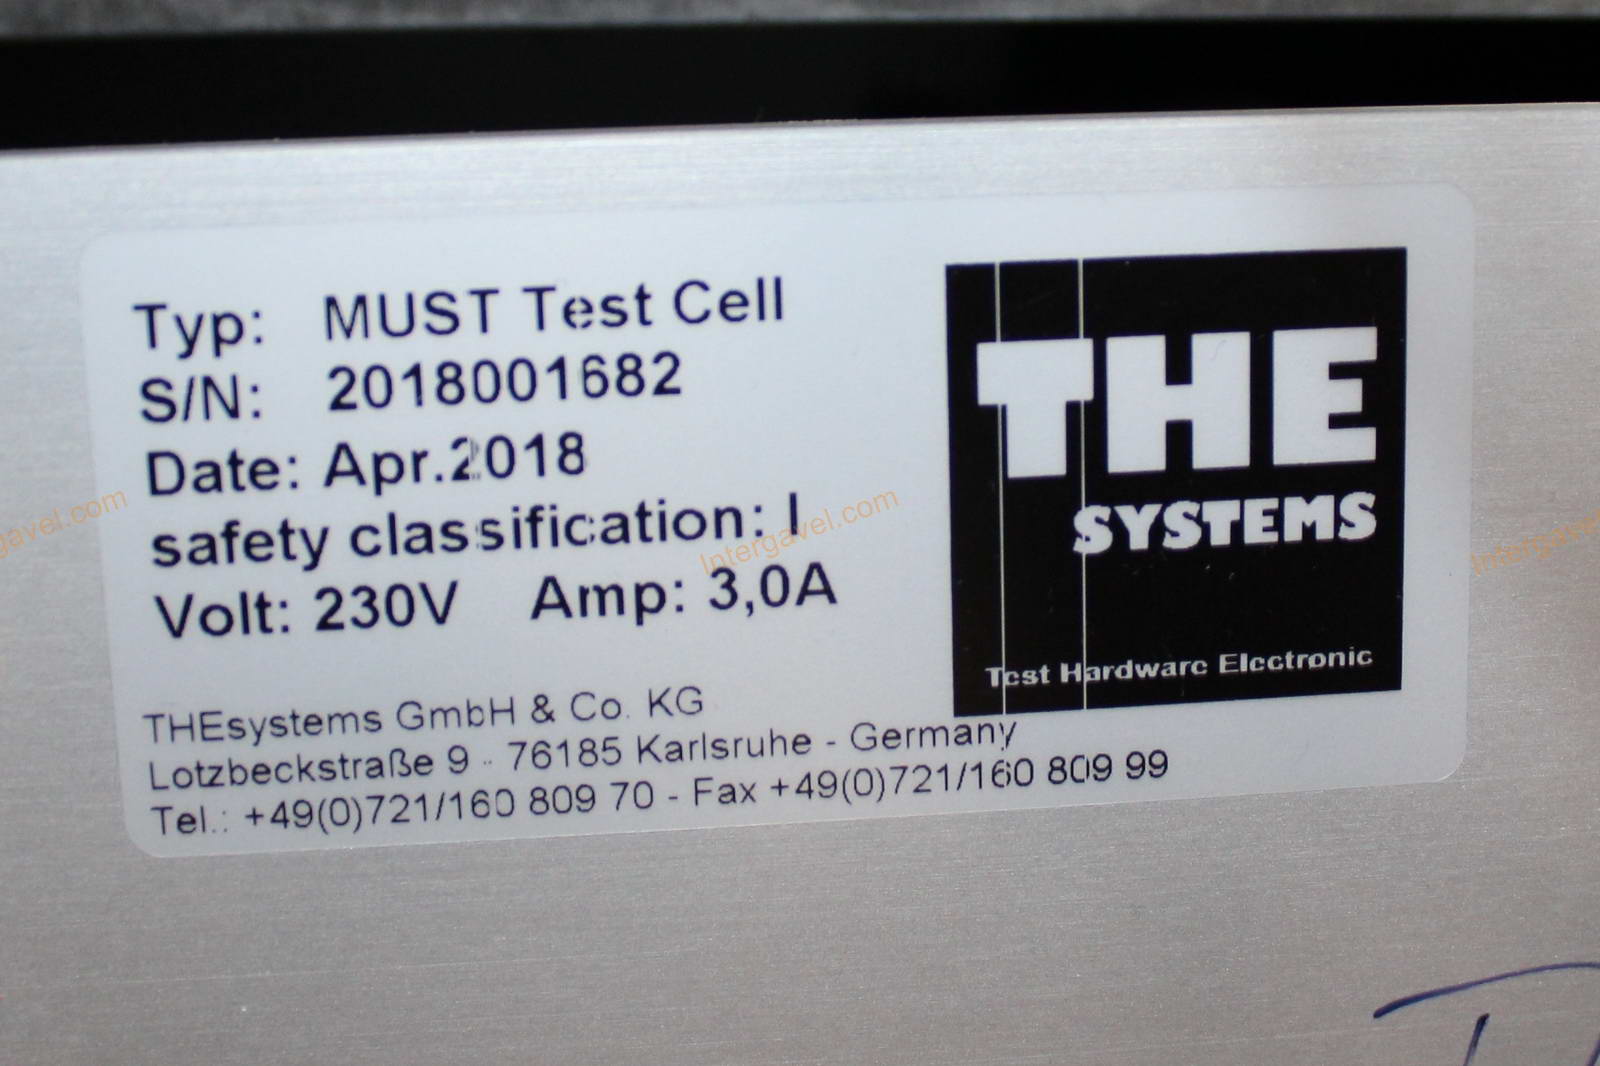 Typ: MUST Test Cell
S/N: 2018001682
Date: Apr.2018
safety classification: I
Volt: 230V Amp: 3,0A
THEsystems GmbH & Co. KG
Lotzbeckstraße 9 - 76185 Karlsruhe - Germany
Tel.: +49(0)721/160 809 70 - Fax +49(0)721/160 809 99
THE
SYSTEMS
Test Hardware Electronic
Intergavel.com